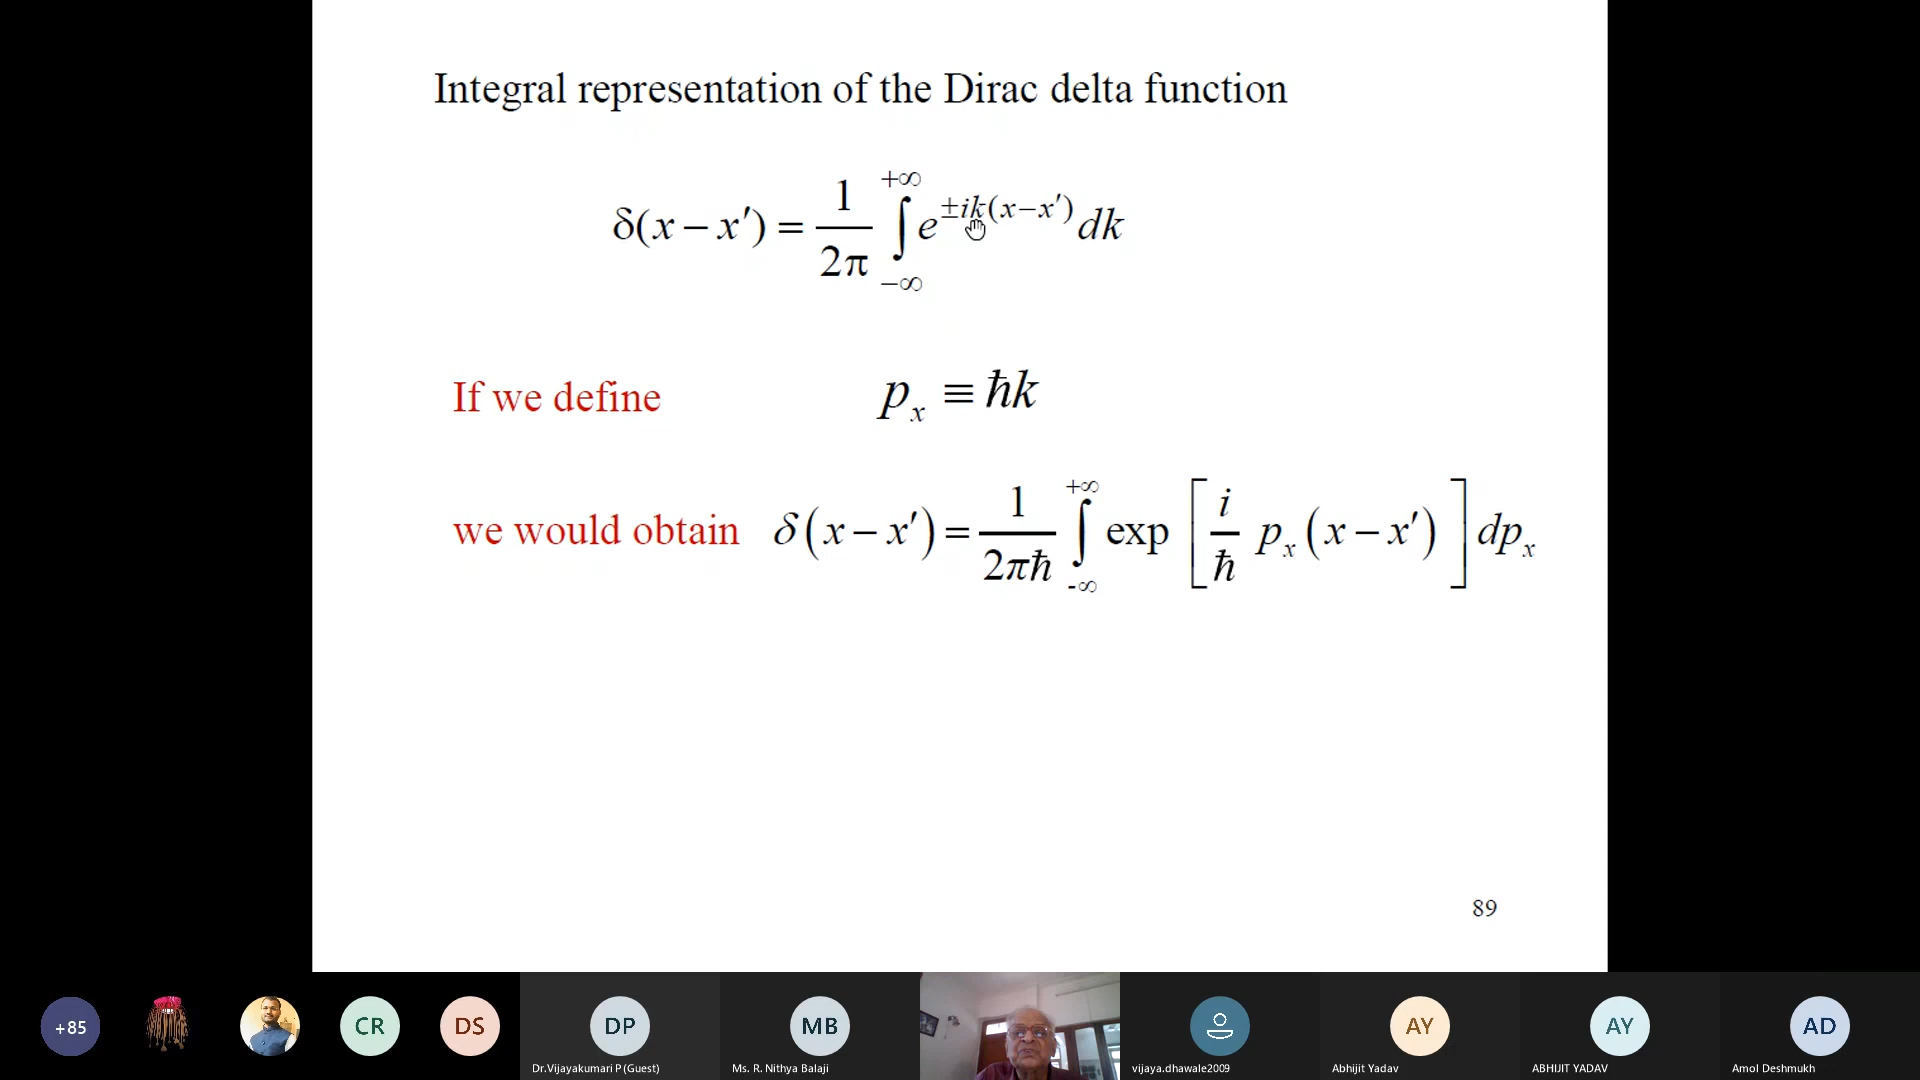 Integral representation of the Dirac delta function
δ(x − x′) = 1/2π ∫_{−∞}^{+∞} e^{±ik(x−x′)} dk
If we define p_x ≡ ħk
we would obtain δ(x − x′) = 1/2πħ ∫_{-∞}^{+∞} exp [ i/ħ p_x (x − x′) ] dp_x
89
+85
CR
DS
DP
MB
AY
AY
AD
Dr.Vijayakumari P (Guest)
Ms. R. Nithya Balaji
vijaya.dhawale2009
Abhijit Yadav
ABHIJIT YADAV
Amol Deshmukh